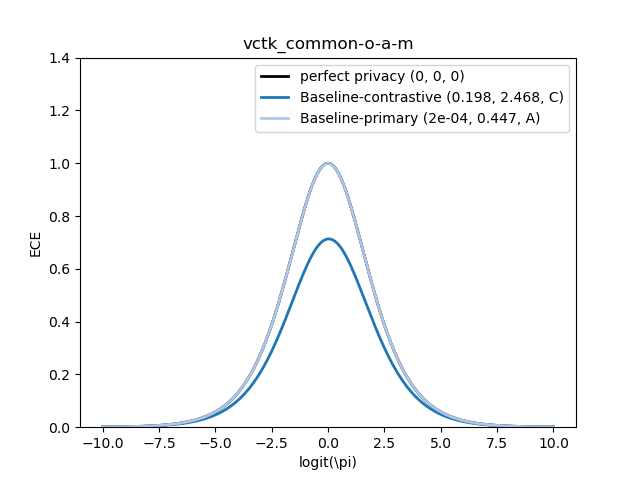 vctk_common-o-a-m
perfect privacy (0, 0, 0)
Baseline-contrastive (0.198, 2.468, C)
Baseline-primary (2e-04, 0.447, A)
ECE
1.4
1.2
1.0
0.8
0.6
0.4
0.2
0.0
−10.0 −7.5 −5.0 −2.5 0.0 2.5 5.0 7.5 10.0
logit(\pi)